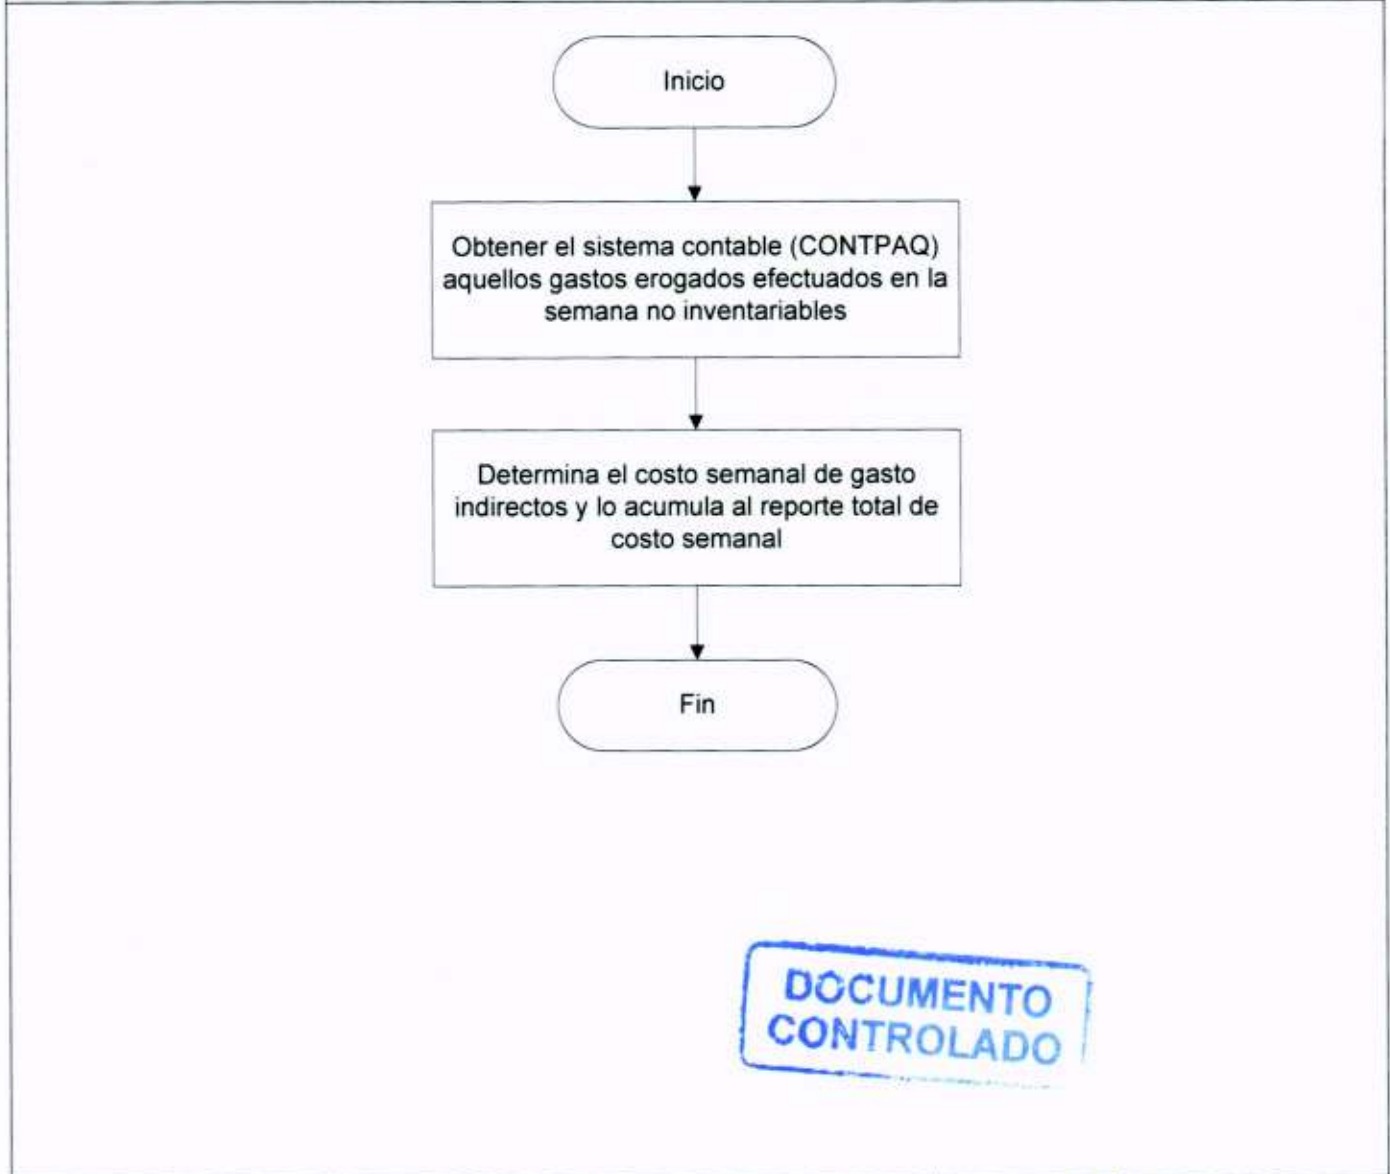 Inicio
Obtener el sistema contable (CONTPAQ)
aquellos gastos erogados efectuados en la
semana no inventariables
Determina el costo semanal de gasto
indirectos y lo acumula al reporte total de
costo semanal
Fin
DOCUMENTO
CONTROLADO